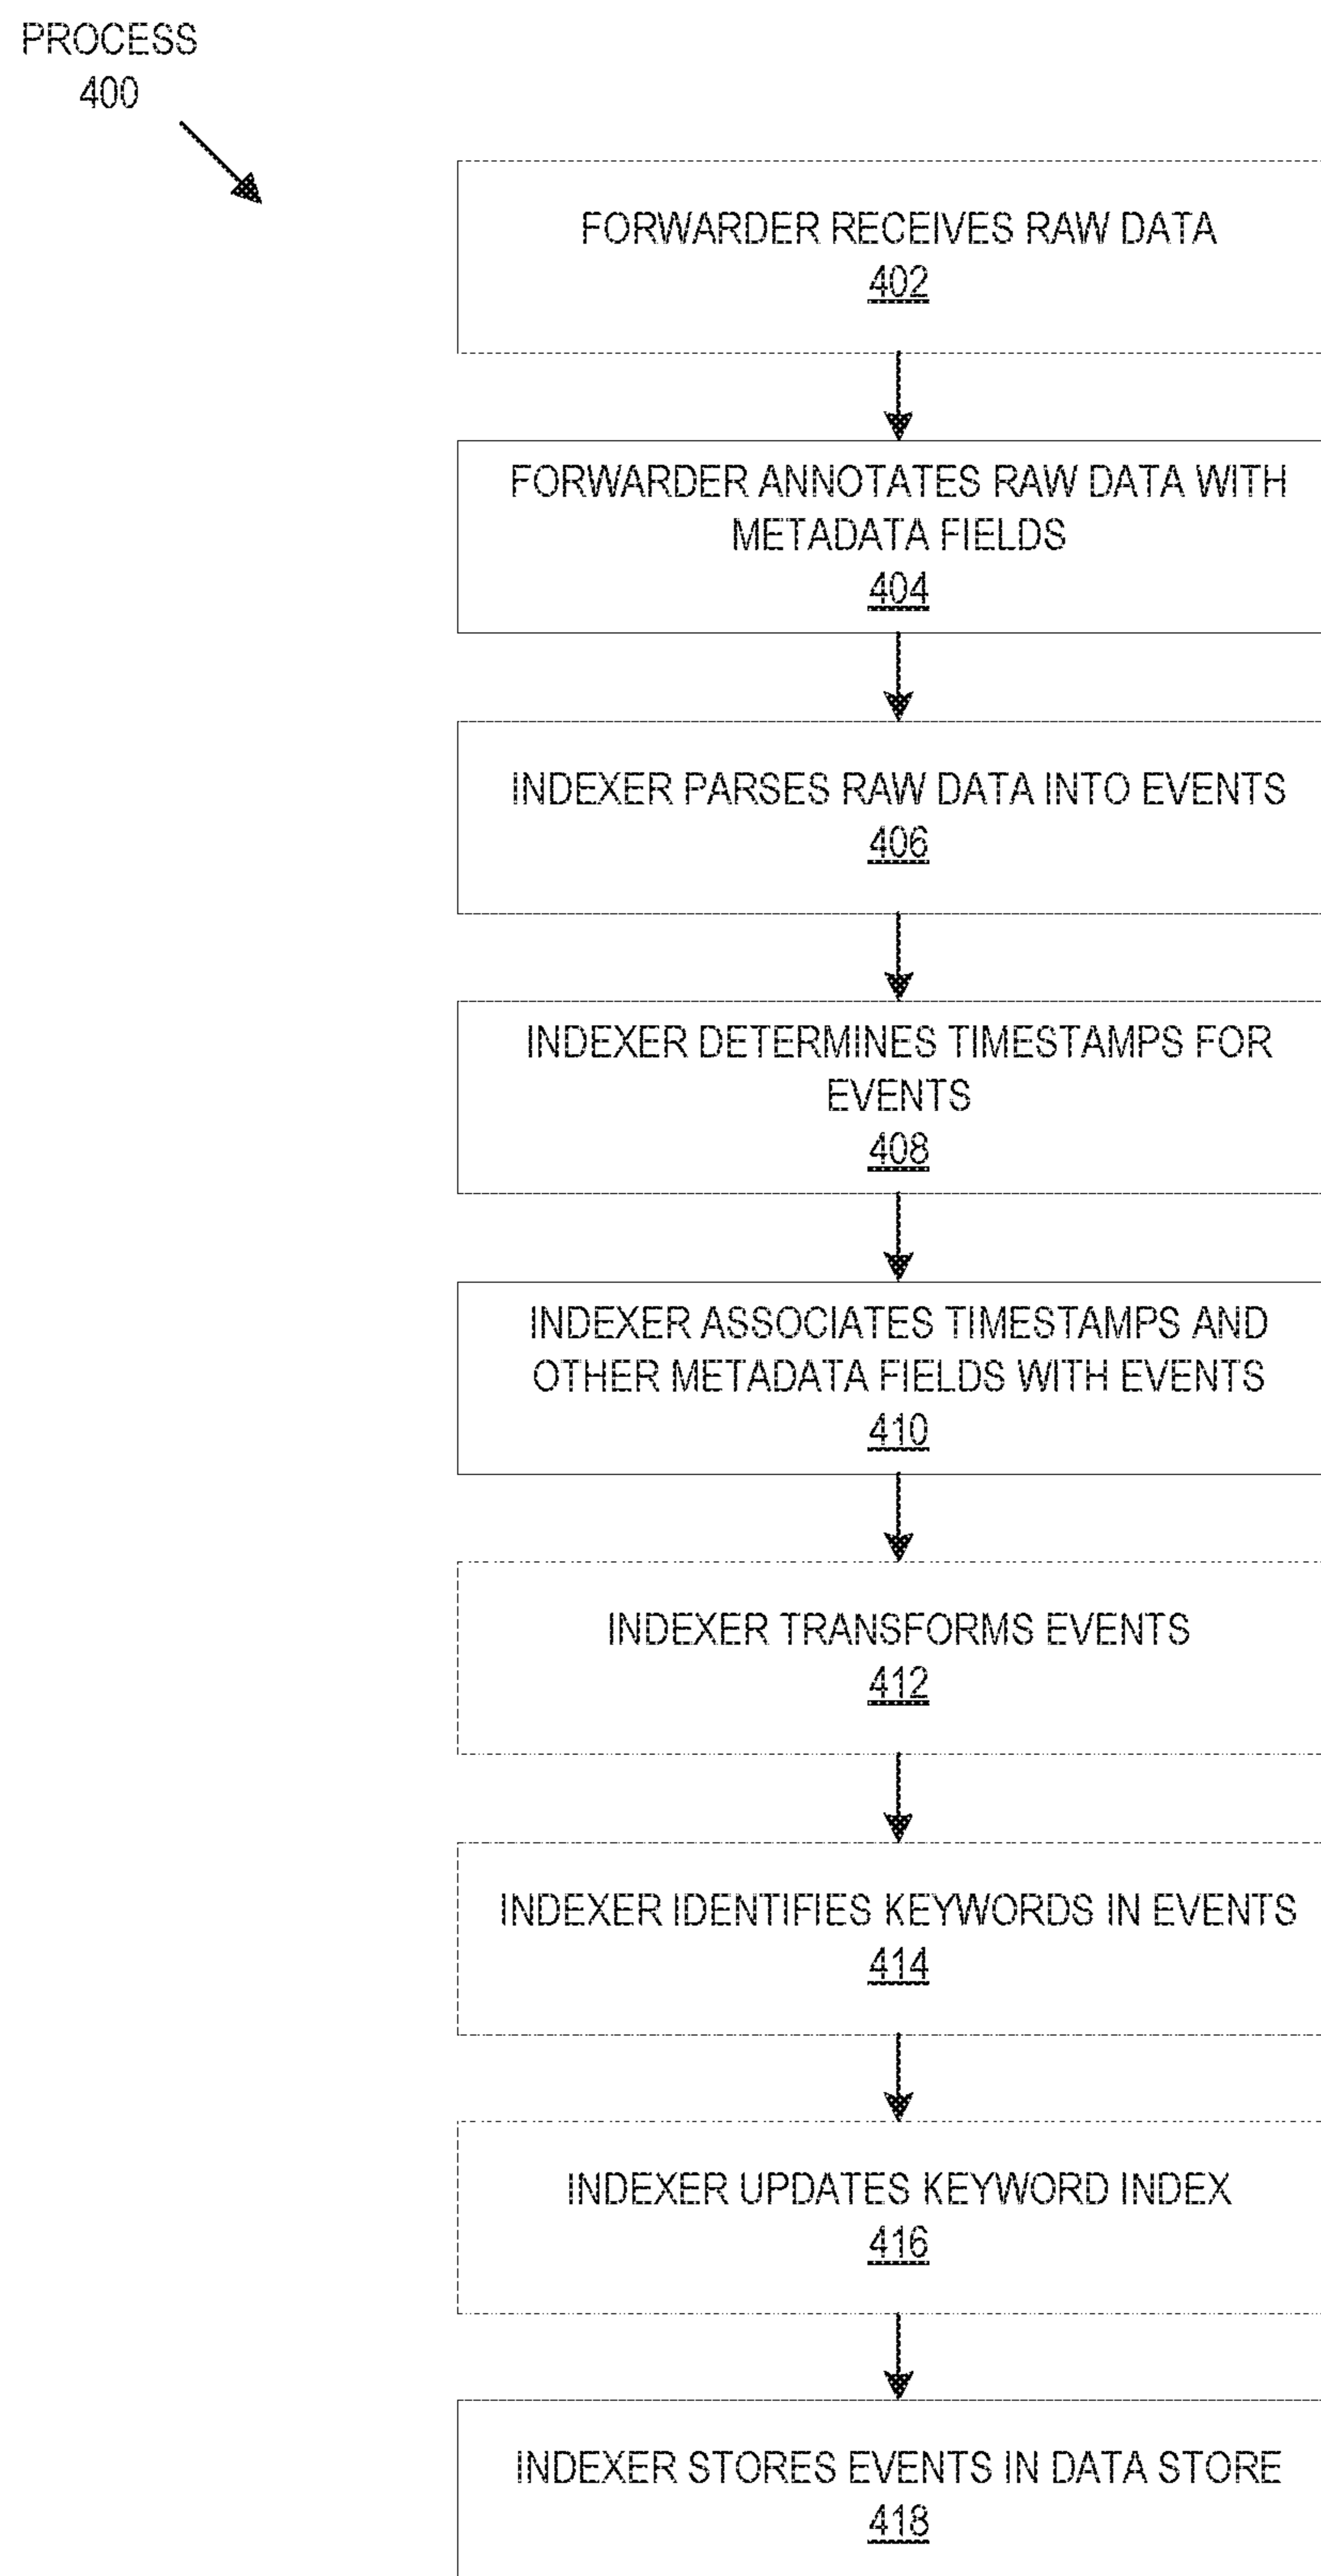 PROCESS
400
FORWARDER RECEIVES RAW DATA
402
FORWARDER ANNOTATES RAW DATA WITH
METADATA FIELDS
404
INDEXER PARSES RAW DATA INTO EVENTS
406
INDEXER DETERMINES TIMESTAMPS FOR
EVENTS
408
INDEXER ASSOCIATES TIMESTAMPS AND
OTHER METADATA FIELDS WITH EVENTS
410
INDEXER TRANSFORMS EVENTS
412
INDEXER IDENTIFIES KEYWORDS IN EVENTS
414
INDEXER UPDATES KEYWORD INDEX
416
INDEXER STORES EVENTS IN DATA STORE
418